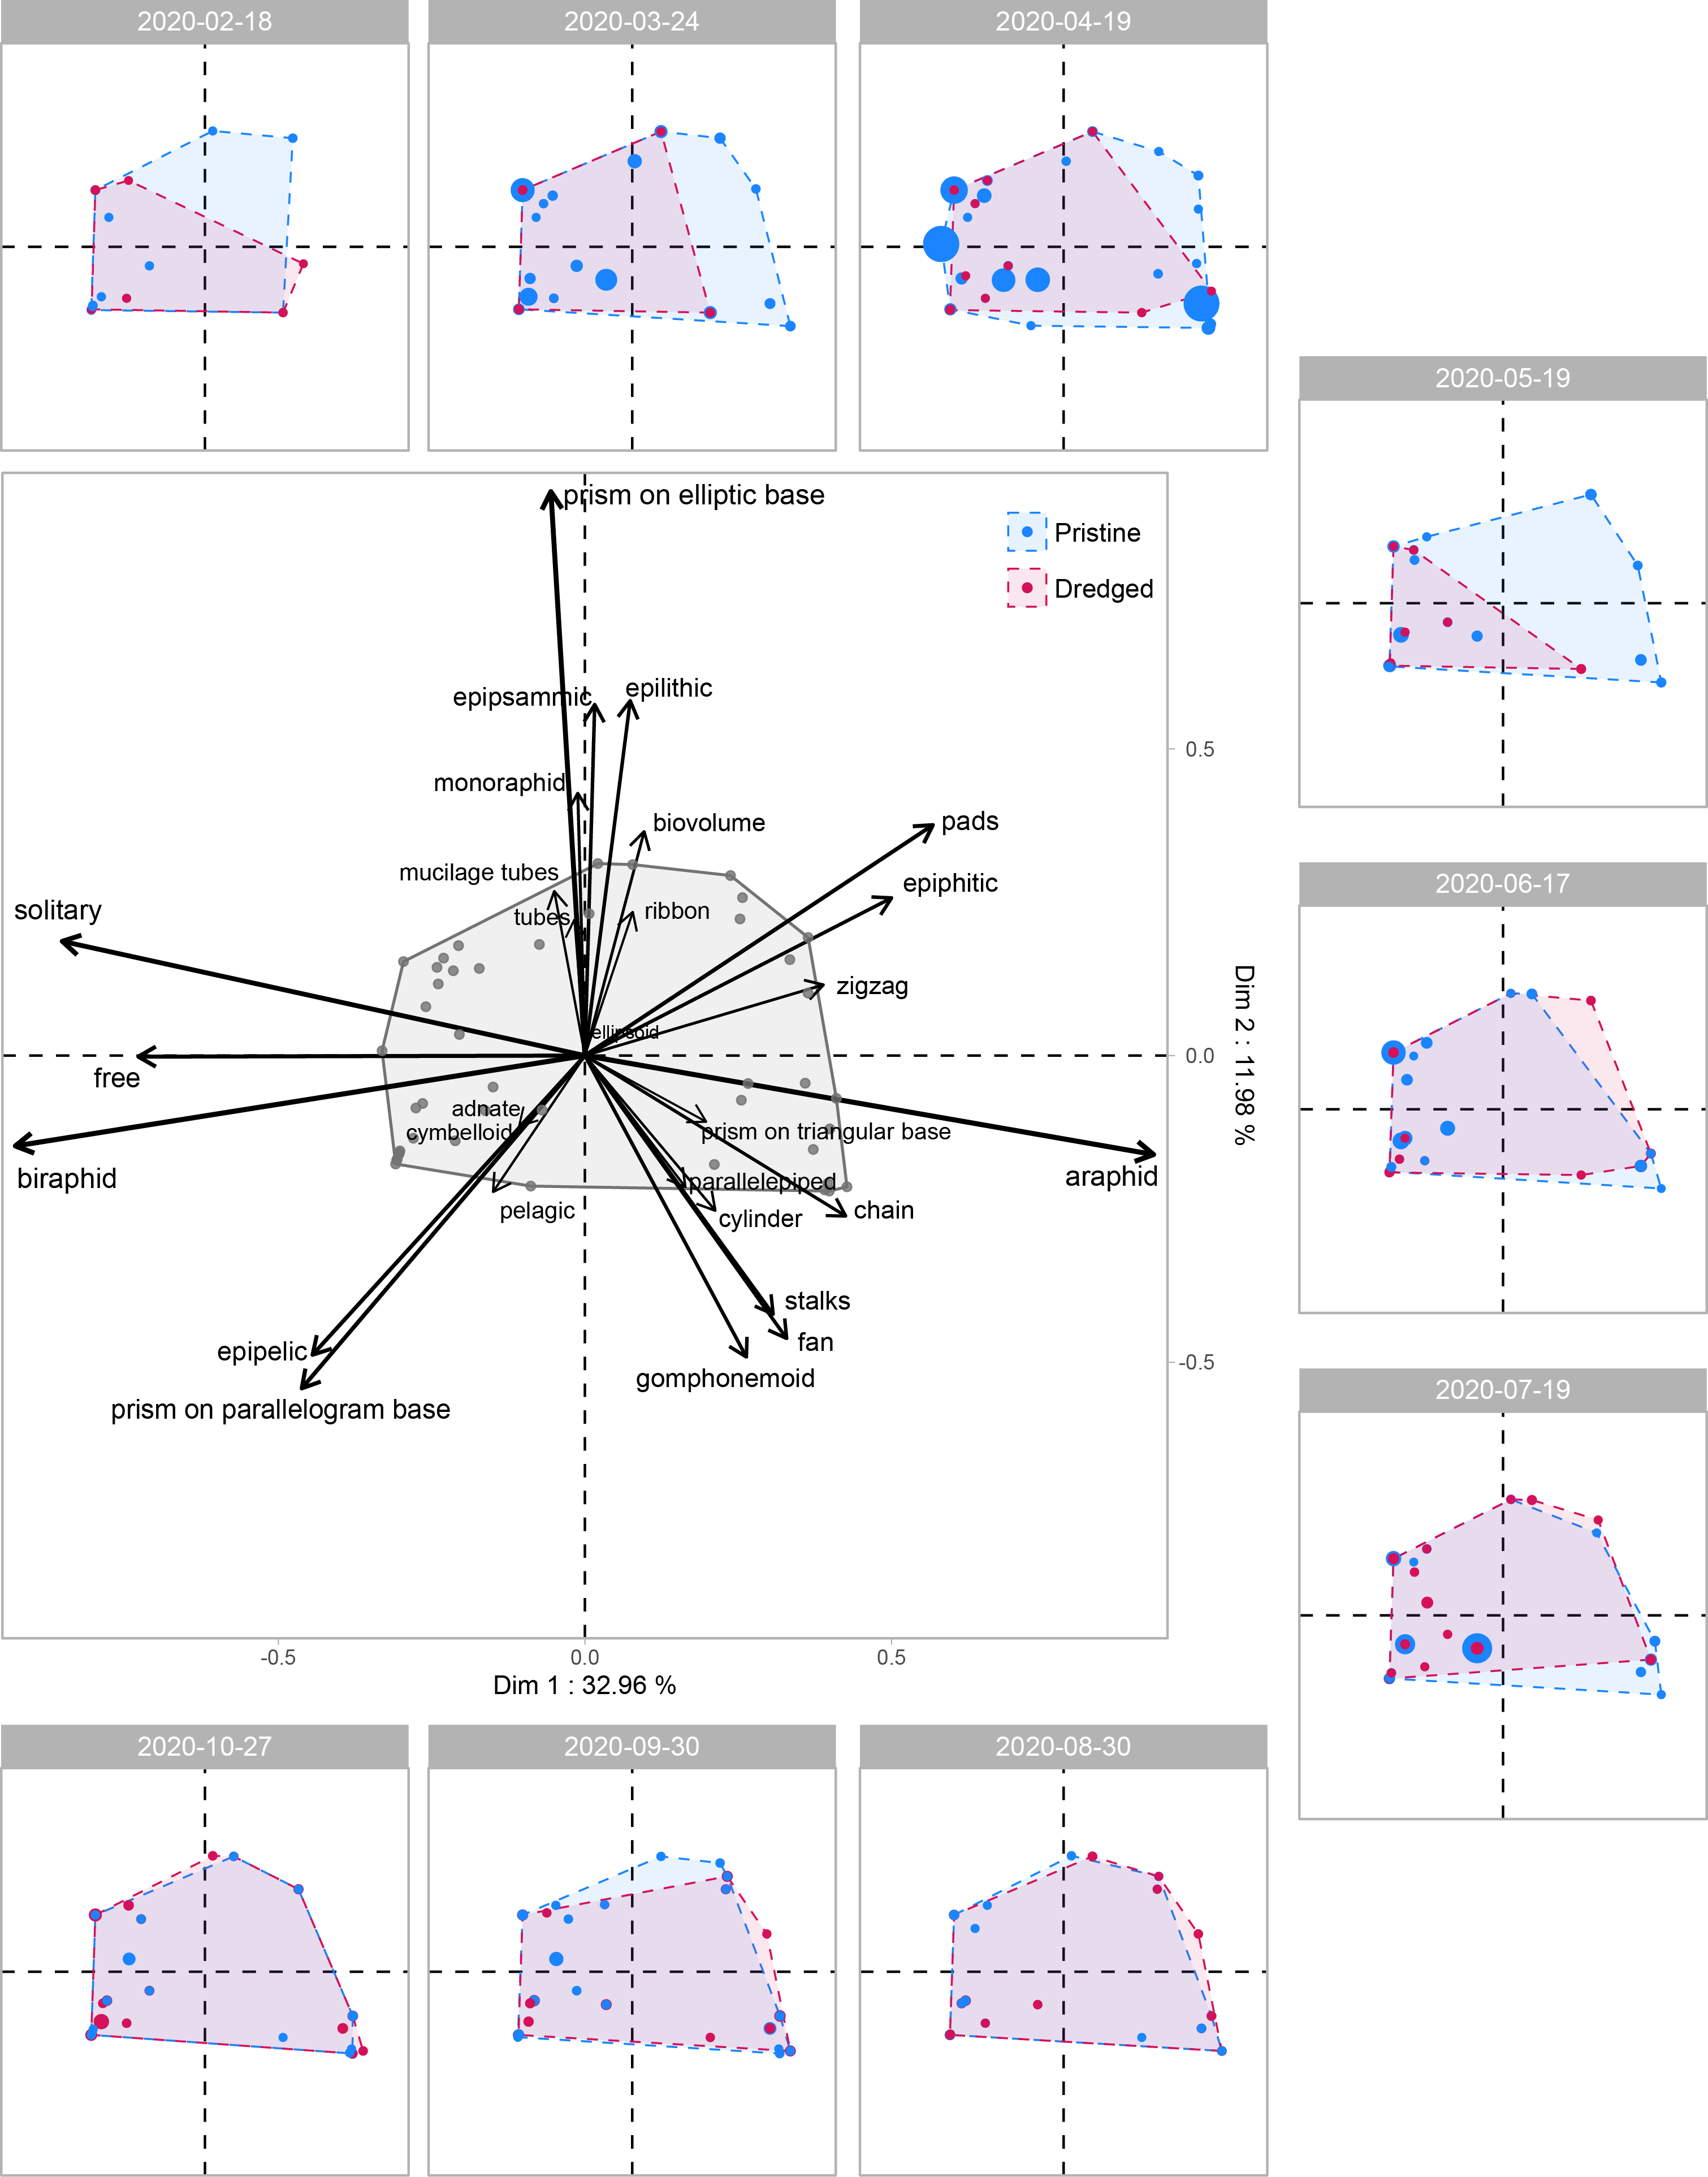 2020-02-18
2020-03-24
2020-04-19
2020-05-19
prism on elliptic base
Pristine
Dredged
epipsammic
epilithic
0.5
monoraphid
biovolume
pads
mucilage tubes
epiphitic
solitary
tubes
ribbon
2020-06-17
zigzag
ellipsoid
0.0
free
Dim 2 : 11.98 %
adnate
cymbelloid
prism on triangular base
biraphid
araphid
parallelepiped
pelagic
cylinder
chain
stalks
fan
epipelic
-0.5
gomphonemoid
prism on parallelogram base
2020-07-19
-0.5
0.0
0.5
Dim 1 : 32.96 %
2020-10-27
2020-09-30
2020-08-30